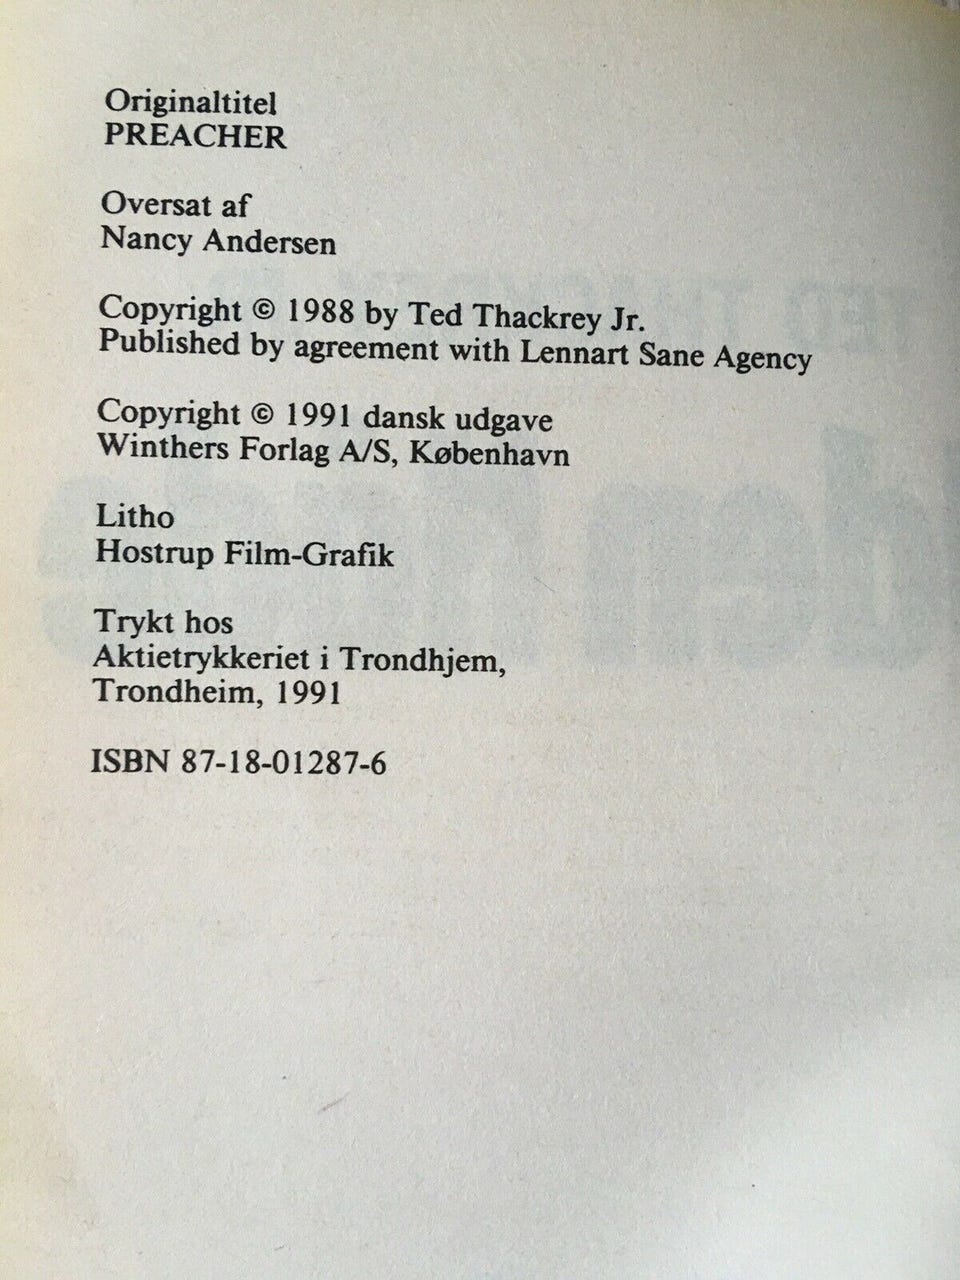 Originaltitel
PREACHER
Oversat af
Nancy Andersen
Copyright © 1988 by Ted Thackrey Jr.
Published by agreement with Lennart Sane Agency
Copyright © 1991 dansk udgave
Winthers Forlag A/S, København
Litho
Hostrup Film-Grafik
Trykt hos
Aktietrykkeriet i Trondhjem,
Trondheim, 1991
ISBN 87-18-01287-6